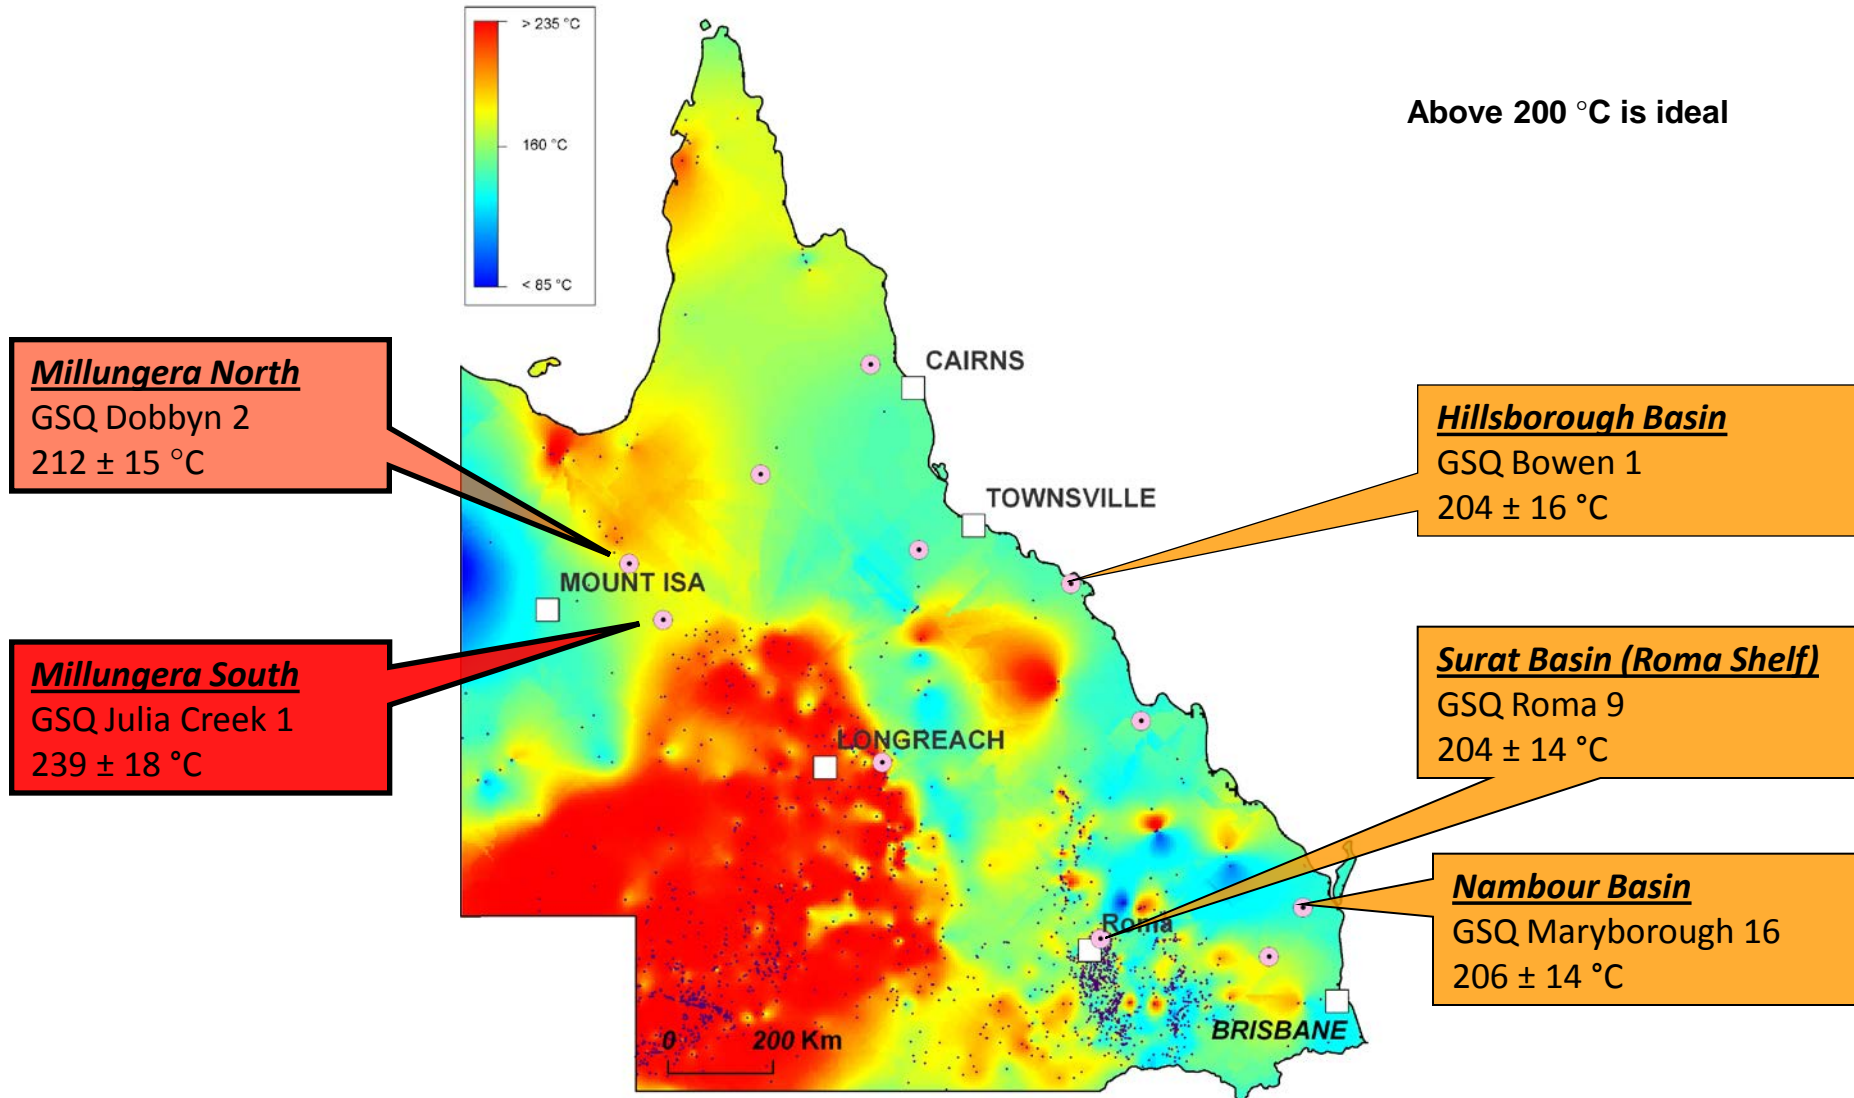 > 235 °C
160 °C
< 85 °C
Above 200 °C is ideal
Millungera North
GSQ Dobbyn 2
212 ± 15 °C
Millungera South
GSQ Julia Creek 1
239 ± 18 °C
CAIRNS
TOWNSVILLE
MOUNT ISA
LONGREACH
Roma
BRISBANE
0 200 Km
Hillsborough Basin
GSQ Bowen 1
204 ± 16 °C
Surat Basin (Roma Shelf)
GSQ Roma 9
204 ± 14 °C
Nambour Basin
GSQ Maryborough 16
206 ± 14 °C